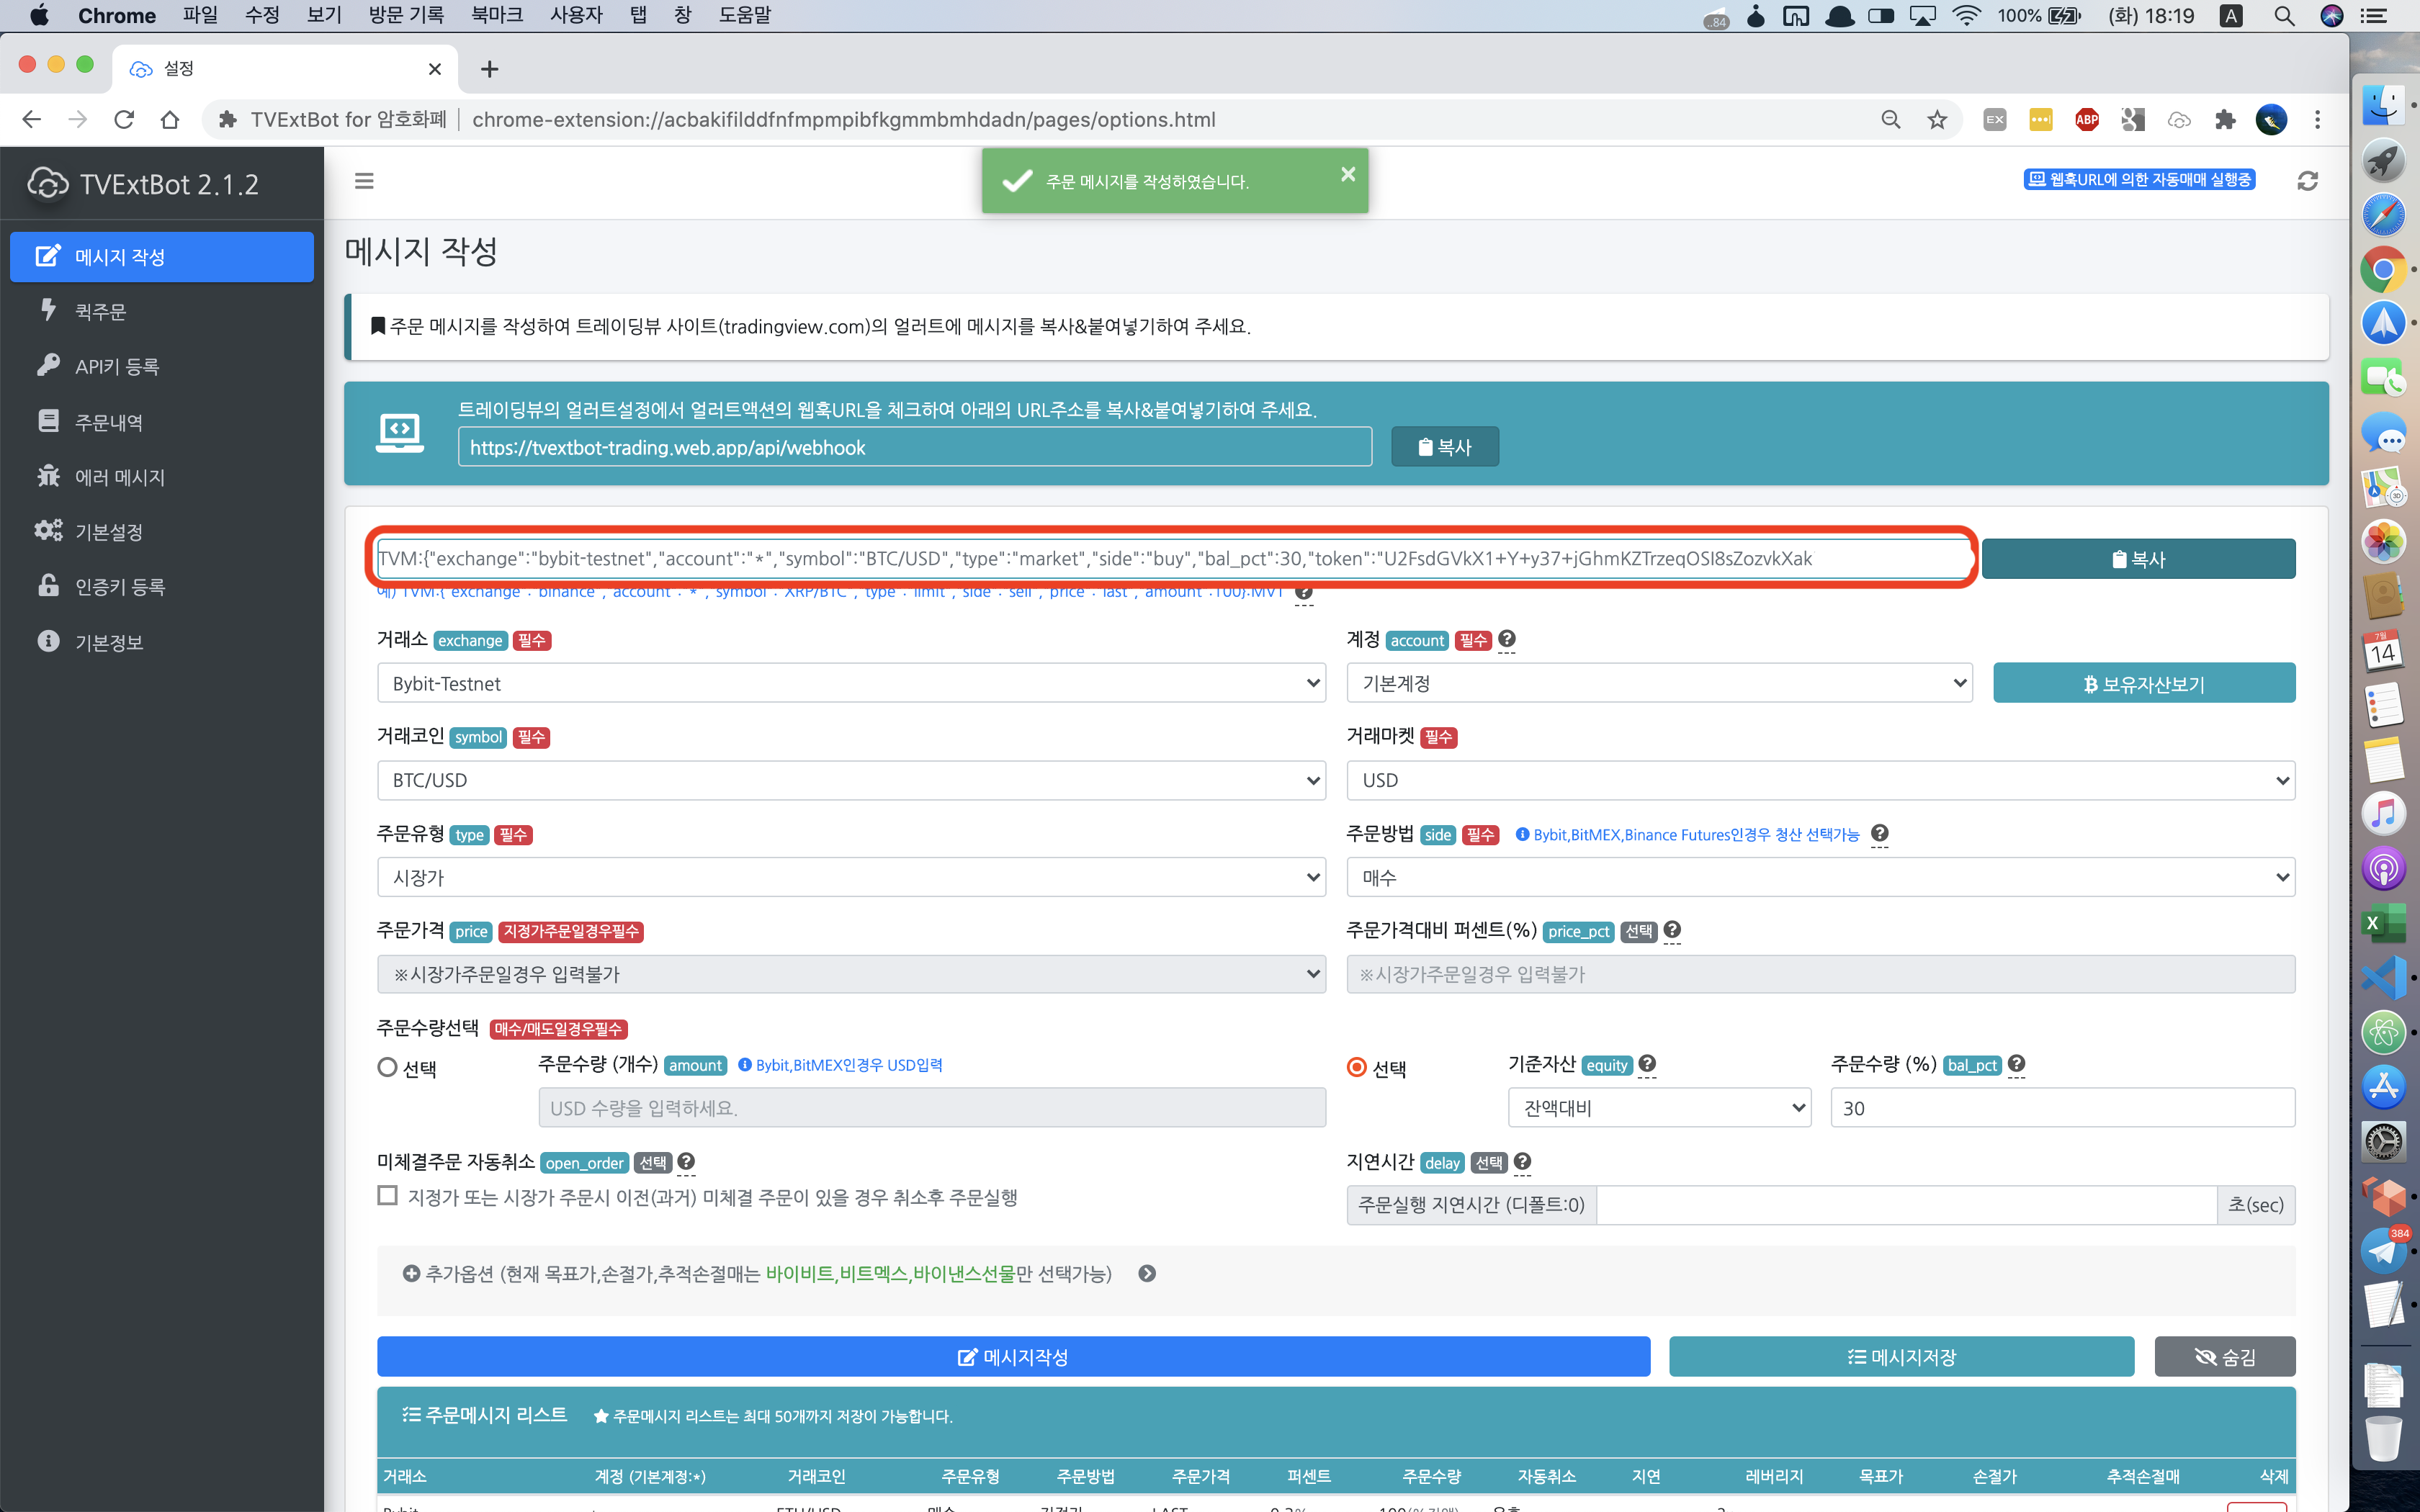 Chrome 파일 수정 보기 방문 기록 북마크 사용자 탭 창 도움말 ..84 100% (화) 18:19 A
설정
TVExtBot for 암호화폐 chrome-extension://acbakifilddfnfmpmpibfkgmmbmhdadn/pages/options.html EX ABP
TVExtBot 2.1.2
주문 메시지를 작성하였습니다.
웹훅URL에 의한 자동매매 실행중
메시지 작성
퀵주문
API키 등록
주문내역
에러 메시지
기본설정
인증키 등록
기본정보
메시지 작성
주문 메시지를 작성하여 트레이딩뷰 사이트(tradingview.com)의 얼러트에 메시지를 복사&붙여넣기하여 주세요.
트레이딩뷰의 얼러트설정에서 얼러트액션의 웹훅URL을 체크하여 아래의 URL주소를 복사&붙여넣기하여 주세요.
https://tvextbot-trading.web.app/api/webhook 복사
TVM:{"exchange":"bybit-testnet","account":"*","symbol":"BTC/USD","type":"market","side":"buy","bal_pct":30,"token":"U2FsdGVkX1+Y+y37+jGhmKZTrzeqOSI8sZozvkXak 복사
예) TVM:{"exchange":"binance","account":"*","symbol":"XRP/BTC","type":"limit","side":"sell","price":"last","amount":100}:MVT
거래소 exchange 필수 계정 account 필수
Bybit-Testnet 기본계정 보유자산보기
거래코인 symbol 필수 거래마켓 필수
BTC/USD USD
주문유형 type 필수 주문방법 side 필수 Bybit,BitMEX,Binance Futures인경우 청산 선택가능
시장가 매수
주문가격 price 지정가주문일경우필수 주문가격대비 퍼센트(%) price_pct 선택
※시장가주문일경우 입력불가 ※시장가주문일경우 입력불가
주문수량선택 매수/매도일경우필수
선택 주문수량 (개수) amount Bybit,BitMEX인경우 USD입력 선택 기준자산 equity 주문수량 (%) bal_pct
USD 수량을 입력하세요. 잔액대비 30
미체결주문 자동취소 open_order 선택 지연시간 delay 선택
지정가 또는 시장가 주문시 이전(과거) 미체결 주문이 있을 경우 취소후 주문실행 주문실행 지연시간 (디폴트:0) 초(sec)
추가옵션 (현재 목표가,손절가,추적손절매는 바이비트,비트멕스,바이낸스선물만 선택가능)
메시지작성 메시지저장 숨김
주문메시지 리스트 주문메시지 리스트는 최대 50개까지 저장이 가능합니다.
거래소 계정 (기본계정:*) 거래코인 주문유형 주문방법 주문가격 퍼센트 주문수량 자동취소 지연 레버리지 목표가 손절가 추적손절매 삭제
7월
14
384